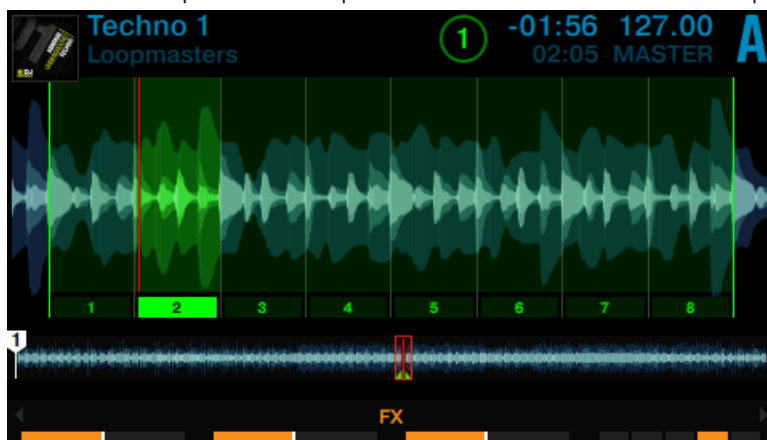 Techno 1
Loopmasters
1
-01:56 127.00
02:05 MASTER
A
1 2 3 4 5 6 7 8
1
FX